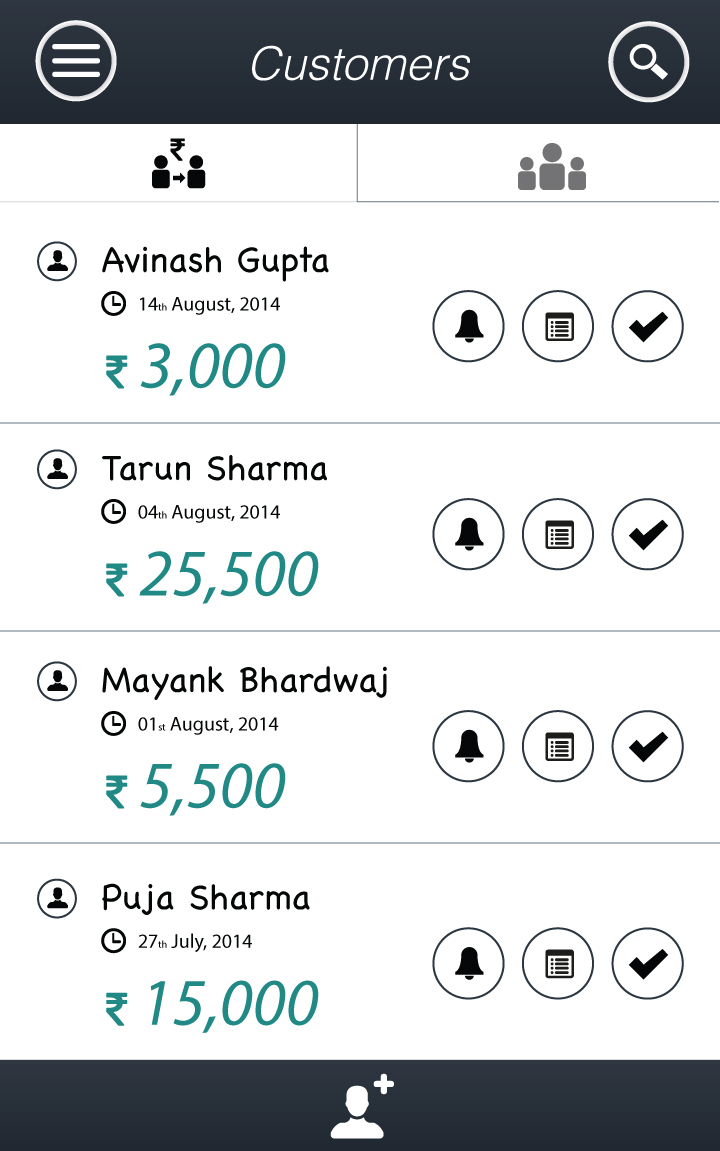 Customers
₹
Avinash Gupta
14th August, 2014
₹ 3,000
Tarun Sharma
04th August, 2014
₹ 25,500
Mayank Bhardwaj
01st August, 2014
₹ 5,500
Puja Sharma
27th July, 2014
₹ 15,000